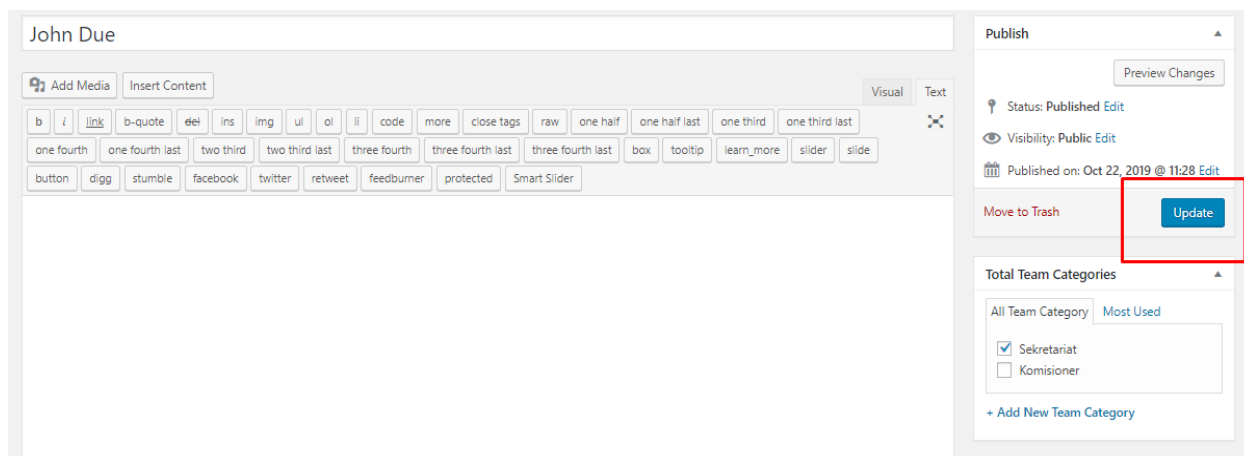 John Due
Add Media Insert Content
Visual Text
b i link b-quote del ins img ul ol li code more close tags raw one half one half last one third one third last
one fourth one fourth last two third two third last three fourth three fourth last three fourth last box tooltip learn_more slider slide
button digg stumble facebook twitter retweet feedburner protected Smart Slider
Publish
Preview Changes
Status: Published Edit
Visibility: Public Edit
Published on: Oct 22, 2019 @ 11:28 Edit
Move to Trash Update
Total Team Categories
All Team Category Most Used
Sekretariat
Komisioner
+ Add New Team Category